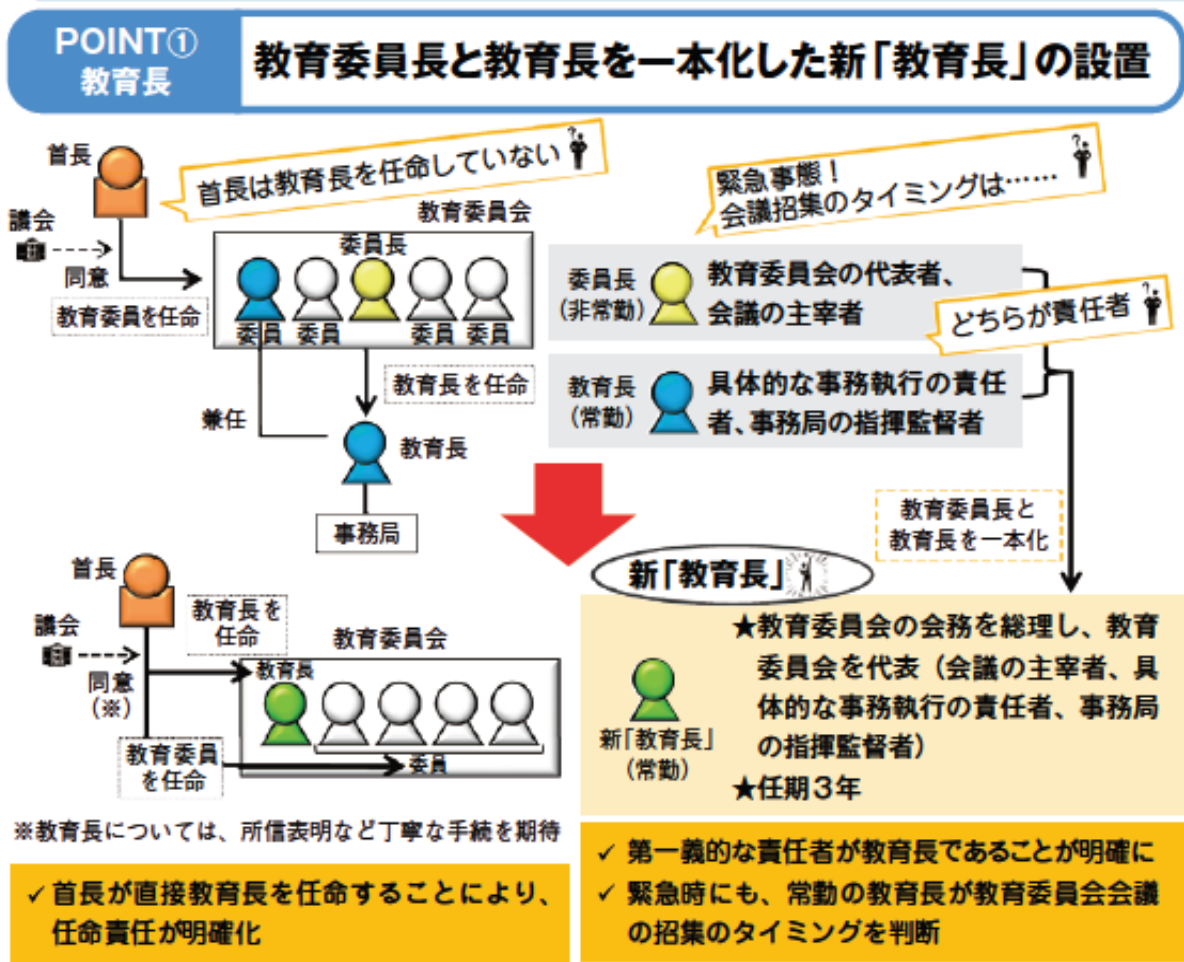 POINT①
教育長
教育委員長と教育長を一本化した新「教育長」の設置
首長
首長は教育長を任命していない
議会
同意
教育委員を任命
教育委員会
委員長
委員
委員
委員
委員
教育長を任命
兼任
教育長
事務局
緊急事態!
会議招集のタイミングは……
委員長
(非常勤)
教育委員会の代表者、
会議の主宰者
どちらが責任者
教育長
(常勤)
具体的な事務執行の責任
者、事務局の指揮監督者
教育委員長と
教育長を一本化
首長
議会
同意
(※)
教育長を
任命
教育委員
を任命
教育委員会
教育長
委員
※教育長については、所信表明など丁寧な手続を期待
✓ 首長が直接教育長を任命することにより、
任命責任が明確化
新「教育長」
新「教育長」
(常勤)
★教育委員会の会務を総理し、教育
委員会を代表(会議の主宰者、具
体的な事務執行の責任者、事務局
の指揮監督者)
★任期3年
✓ 第一義的な責任者が教育長であることが明確に
✓ 緊急時にも、常勤の教育長が教育委員会会議
の招集のタイミングを判断